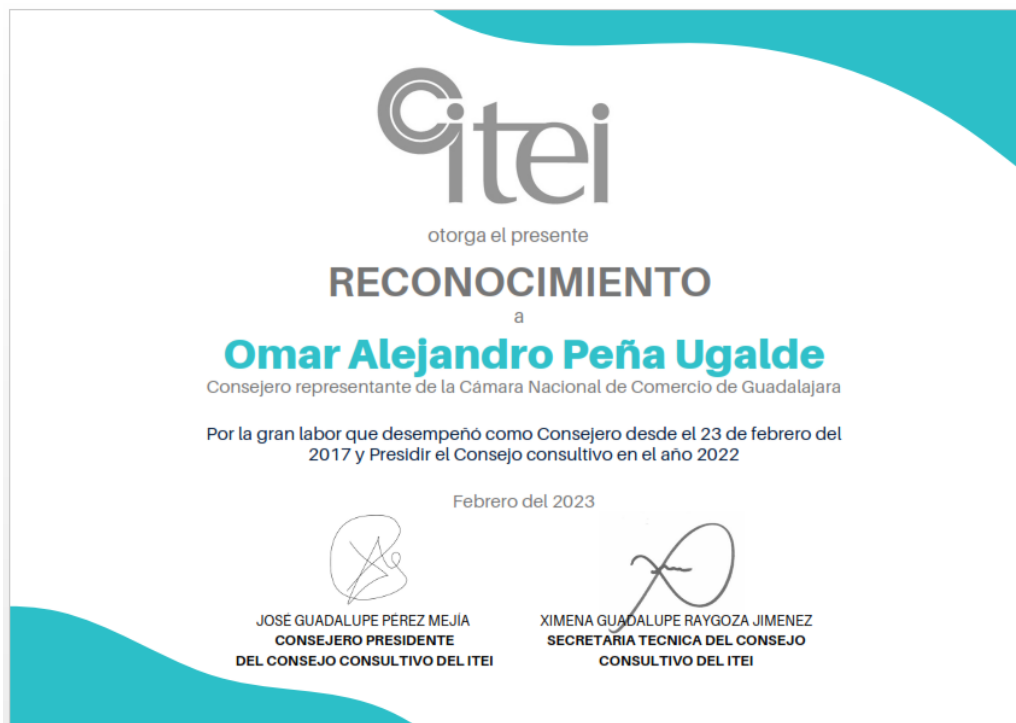 Citei
otorga el presente
RECONOCIMIENTO
a
Omar Alejandro Peña Ugalde
Consejero representante de la Cámara Nacional de Comercio de Guadalajara
Por la gran labor que desempeñó como Consejero desde el 23 de febrero del
2017 y Presidir el Consejo consultivo en el año 2022
Febrero del 2023
JOSÉ GUADALUPE PÉREZ MEJÍA
CONSEJERO PRESIDENTE
DEL CONSEJO CONSULTIVO DEL ITEI
XIMENA GUADALUPE RAYGOZA JIMENEZ
SECRETARIA TECNICA DEL CONSEJO
CONSULTIVO DEL ITEI